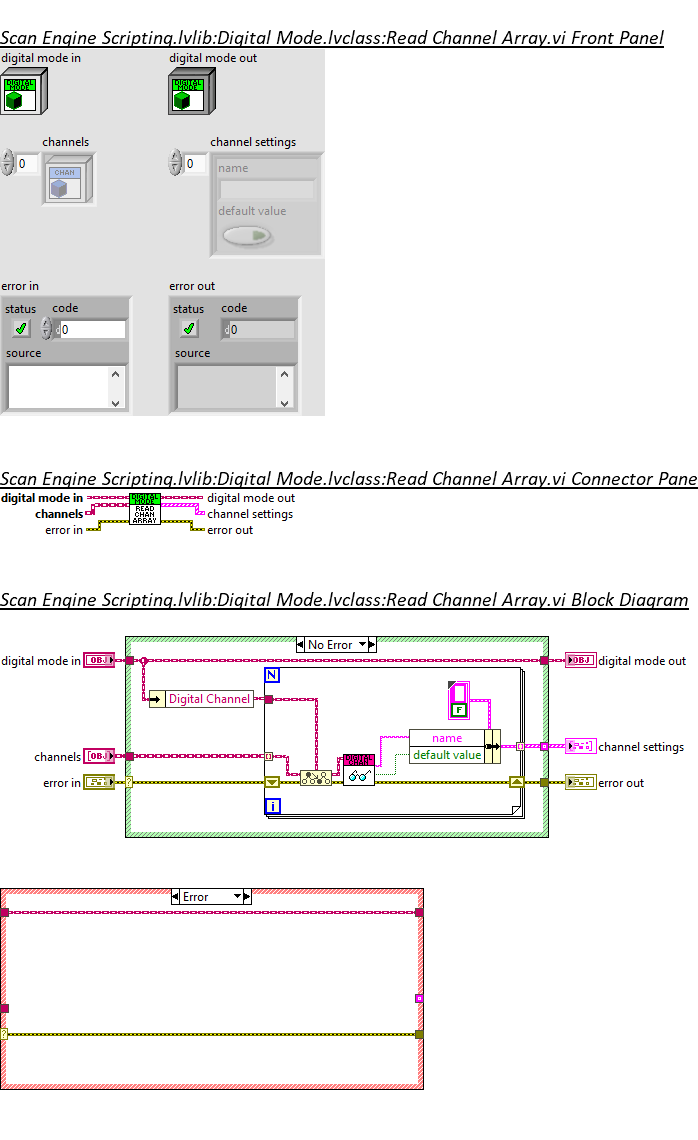 Scan Engine Scripting.lvlib:Digital Mode.lvclass:Read Channel Array.vi Front Panel
digital mode in
digital mode out
DIGITAL MODE
DIGITAL MODE
channels
channel settings
0
CHAN
0
name
default value
error in
error out
status
code
status
code
d0
d0
source
source
Scan Engine Scripting.lvlib:Digital Mode.lvclass:Read Channel Array.vi Connector Pane
digital mode in
DIGITAL MODE
digital mode out
channels
READ CHAN ARRAY
channel settings
error in
error out
Scan Engine Scripting.lvlib:Digital Mode.lvclass:Read Channel Array.vi Block Diagram
No Error
digital mode in
OBJ
OBJ
digital mode out
N
Digital Channel
F
name
default value
channels
OBJ
DIGITAL CHAN
channel settings
error in
?
error out
i
Error
?